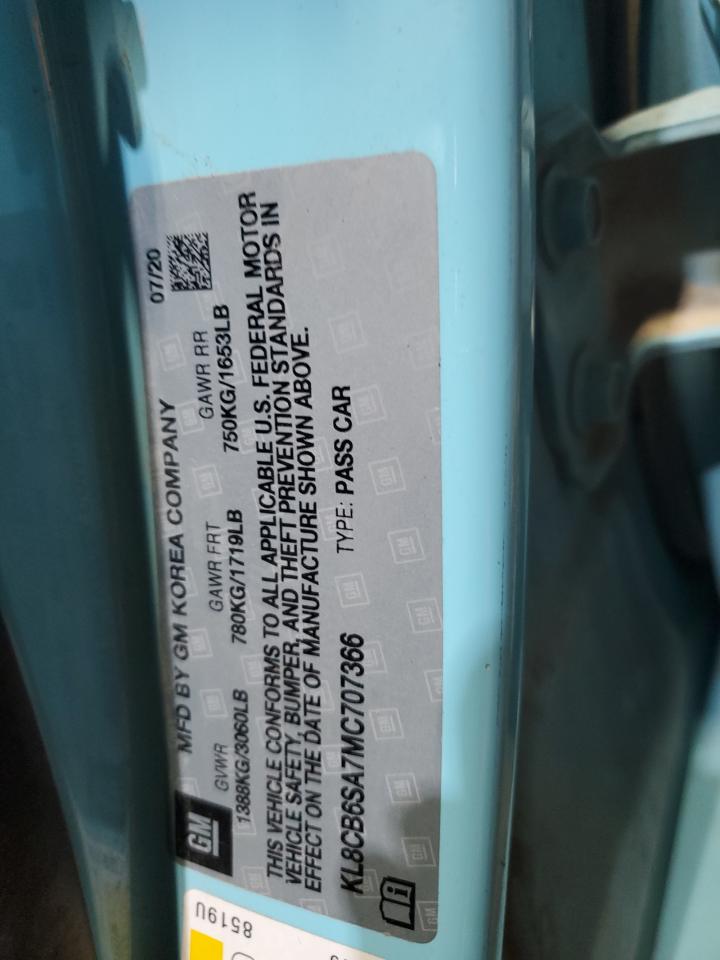 GM
MFD BY GM KOREA COMPANY
07/20
GVWR
GAWR FRT
GAWR RR
1388KG/3060LB
780KG/1719LB
750KG/1653LB
THIS VEHICLE CONFORMS TO ALL APPLICABLE U.S. FEDERAL MOTOR
VEHICLE SAFETY, BUMPER, AND THEFT PREVENTION STANDARDS IN
EFFECT ON THE DATE OF MANUFACTURE SHOWN ABOVE.
KL8CB6SA7MC707366
TYPE: PASS CAR
8519U